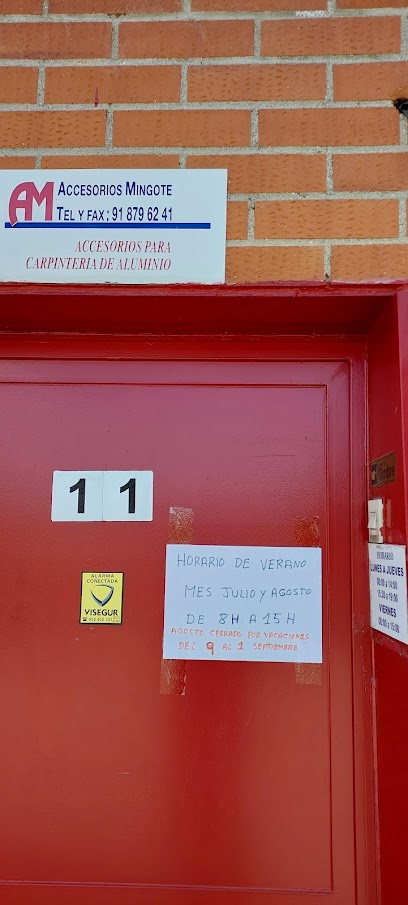 AM
ACCESORIOS MINGOTE
TEL Y FAX: 91 879 62 41
ACCESORIOS PARA
CARPINTERIA DE ALUMINIO
11
ALARMA
CONECTADA
VISEGUR
HORARIO DE VERANO
MES JULIO Y AGOSTO
DE 8H. A 15H
AGOSTO CERRADO POR VACACIONES
DEL 9 AL 1 SEPTIEMBRE
Timbre
HORARIO
LUNES A JUEVES
VIERNES